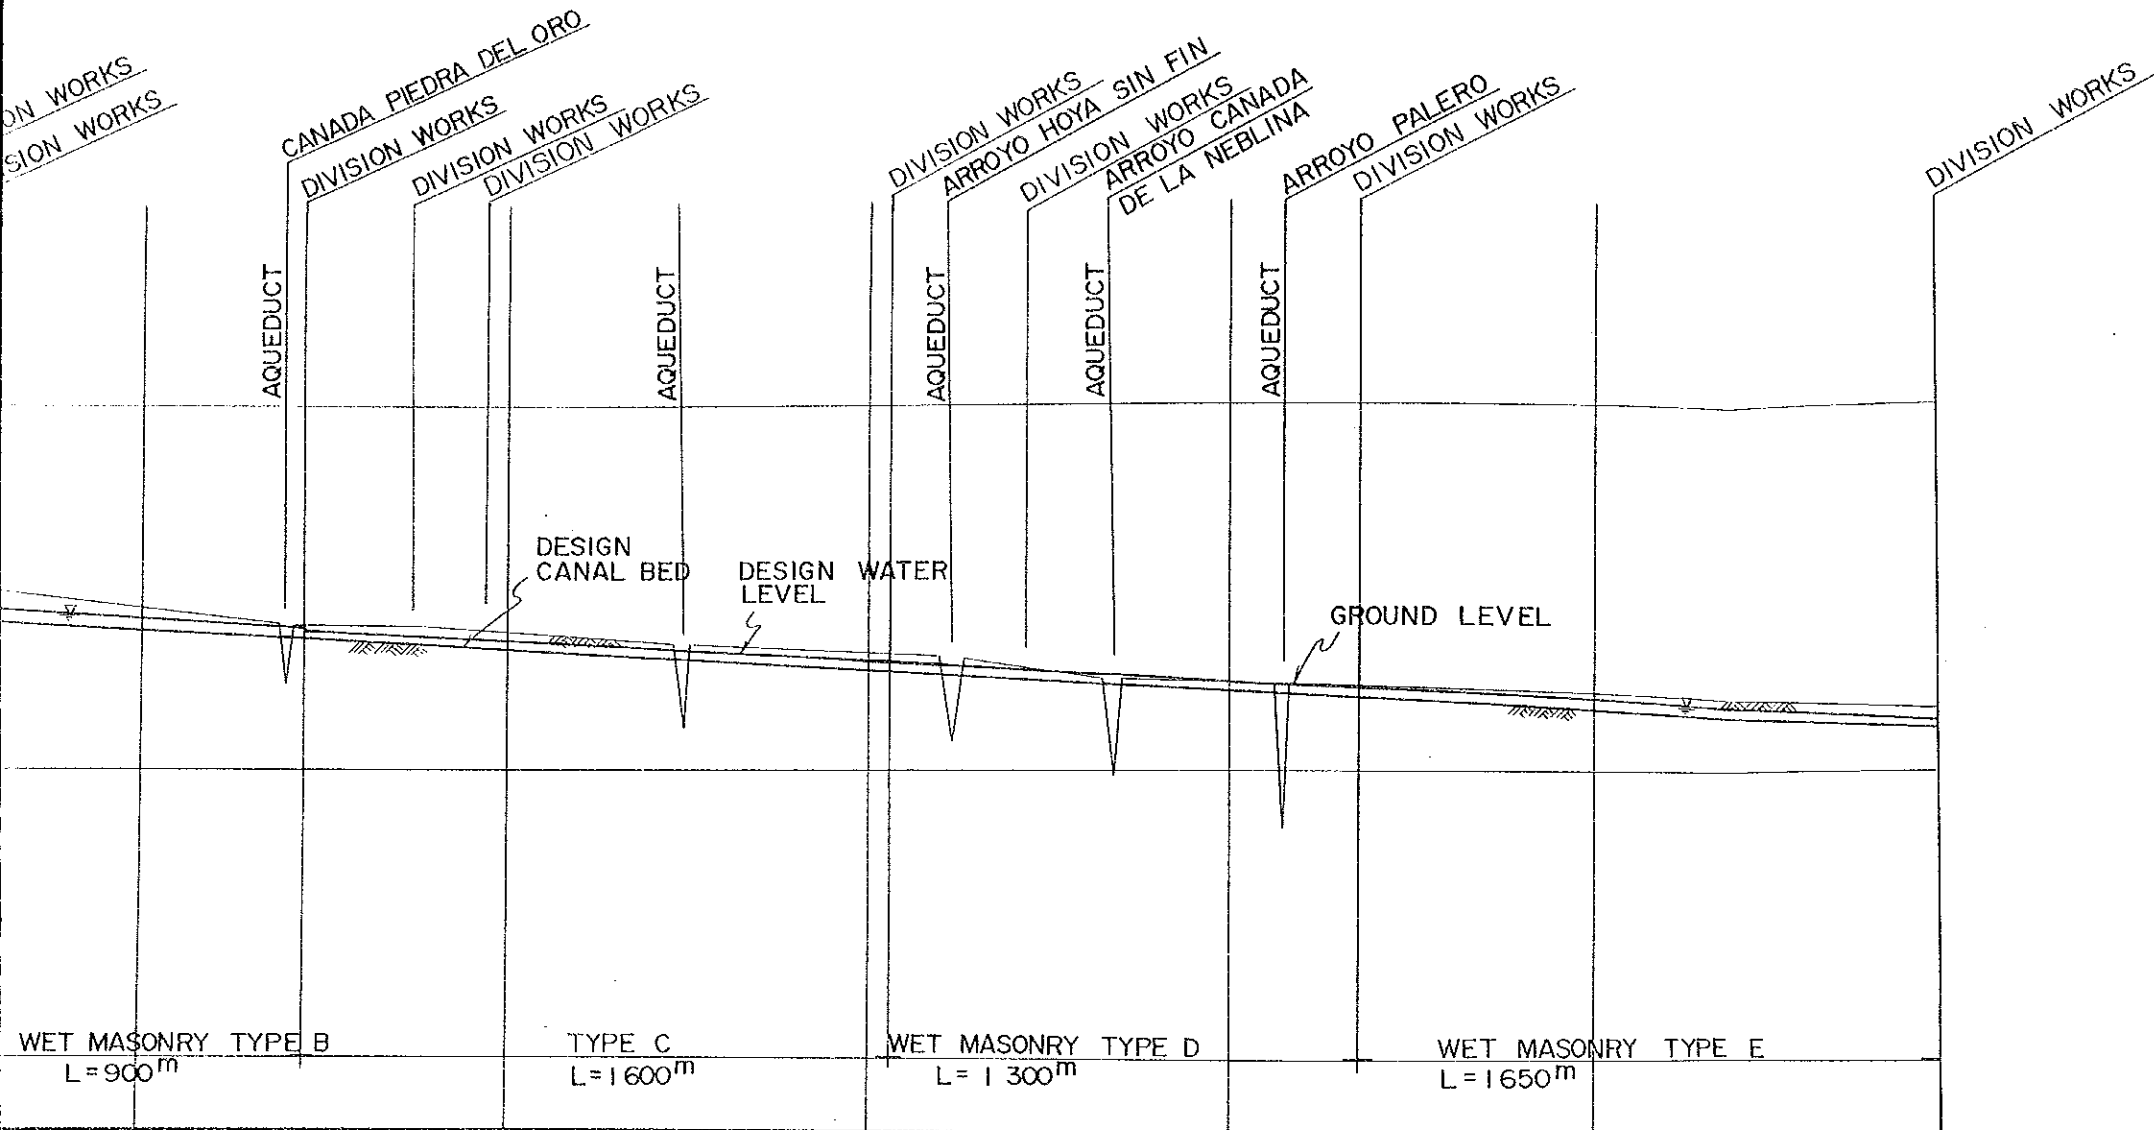 WORKS
WORKS
CANADA PIEDRA DEL ORO
DIVISION WORKS
DIVISION WORKS
DIVISION WORKS
DIVISION WORKS
ARROYO HOYA SIN FIN
DIVISION WORKS
ARROYO CANADA
DE LA NEBLINA
ARROYO PALERO
DIVISION WORKS
DIVISION WORKS
AQUEDUCT
AQUEDUCT
AQUEDUCT
AQUEDUCT
AQUEDUCT
DESIGN
CANAL BED
DESIGN WATER
LEVEL
GROUND LEVEL
WET MASONRY TYPE B
L=900m
TYPE C
L=1600m
WET MASONRY TYPE D
L=1 300m
WET MASONRY TYPE E
L=1650m